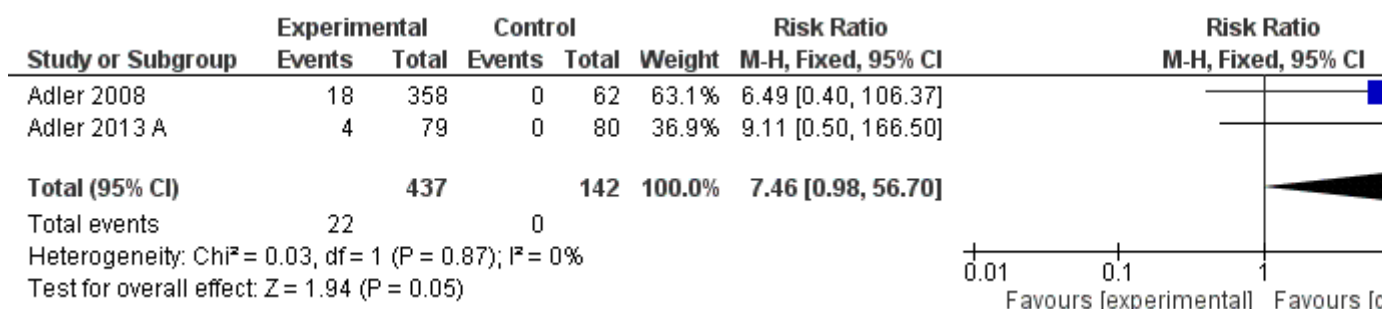 Experimental Control Risk Ratio Risk Ratio
Study or Subgroup Events Total Events Total Weight M-H, Fixed, 95% CI M-H, Fixed, 95% CI
Adler 2008 18 358 0 62 63.1% 6.49 [0.40, 106.37]
Adler 2013 A 4 79 0 80 36.9% 9.11 [0.50, 166.50]
Total (95% CI) 437 142 100.0% 7.46 [0.98, 56.70]
Total events 22 0
Heterogeneity: Chi² = 0.03, df = 1 (P = 0.87); I² = 0%
Test for overall effect: Z = 1.94 (P = 0.05)
0.01 0.1 1
Favours [experimental] Favours